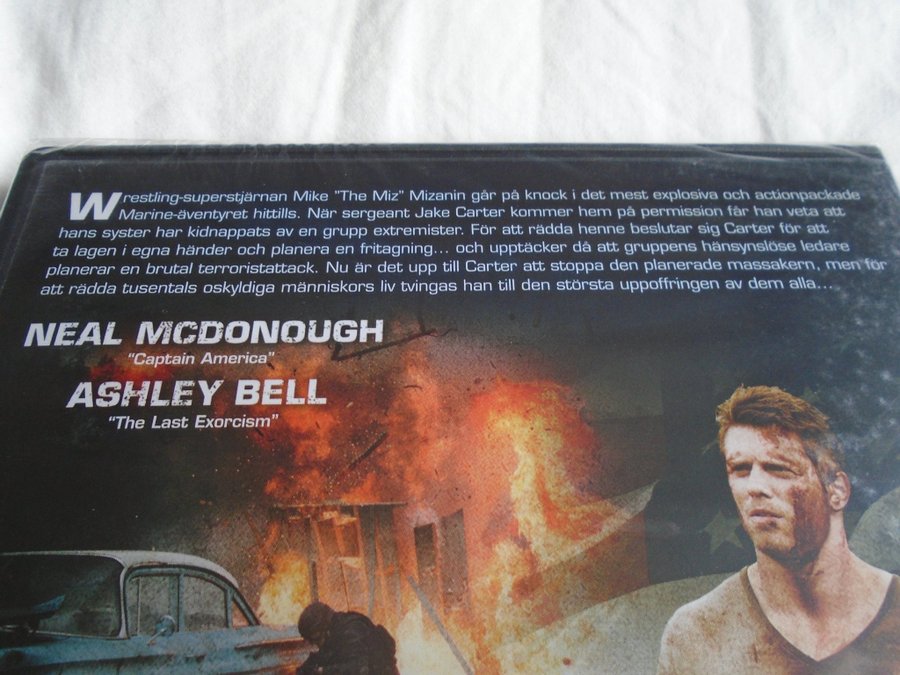 Wrestling-superstjärnan Mike "The Miz" Mizanin går på knock i det mest explosiva och actionpackade
Marine-äventyret hittills. När sergeant Jake Carter kommer hem på permission får han veta att
hans syster har kidnappats av en grupp extremister. För att rädda henne beslutar sig Carter för att
ta lagen i egna händer och planera en fritagning... och upptäcker då att gruppens hänsynslöse ledare
planerar en brutal terroristattack. Nu är det upp till Carter att stoppa den planerade massakern, men för
att rädda tusentals oskyldiga människors liv tvingas han till den största uppoffringen av dem alla...
NEAL MCDONOUGH
"Captain America"
ASHLEY BELL
"The Last Exorcism"